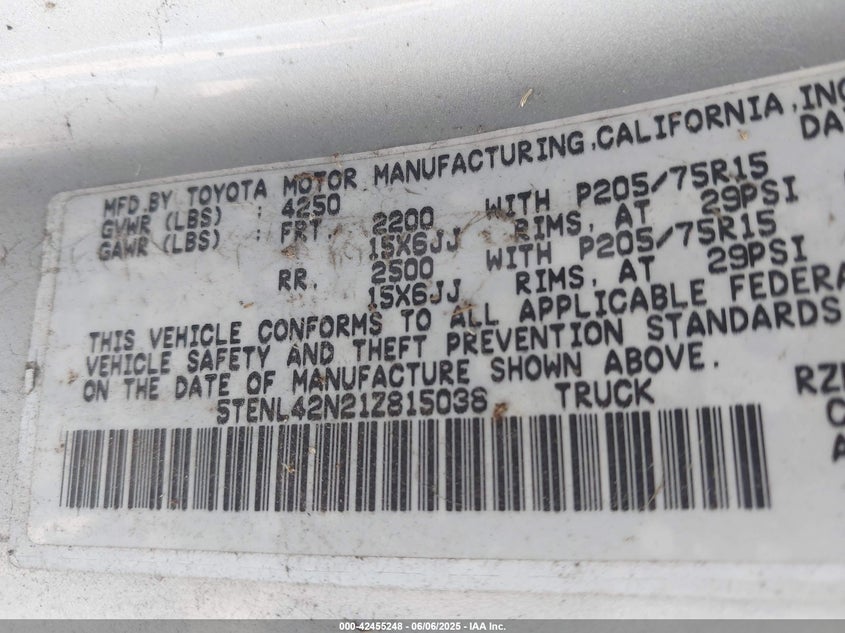 MFD.BY TOYOTA MOTOR MANUFACTURING,CALIFORNIA,INC
DA
GVWR (LBS) : 4250
GAWR (LBS) : FRT. 2200 WITH P205/75R15
15X6JJ RIMS, AT 29PSI
RR. 2500 WITH P205/75R15
15X6JJ RIMS, AT 29PSI
THIS VEHICLE CONFORMS TO ALL APPLICABLE FEDERA
VEHICLE SAFETY AND THEFT PREVENTION STANDARDS
ON THE DATE OF MANUFACTURE SHOWN ABOVE.
5TENL42N21Z815038 TRUCK
RZ
C
A
000-42455248 - 06/06/2025 - IAA Inc.